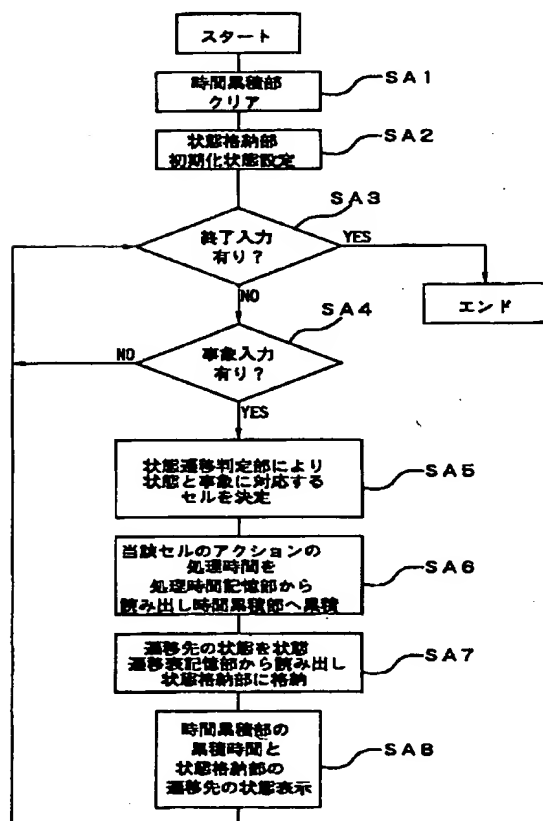 スタート
時間累積部
クリア
SA1
状態格納部
初期化状態設定
SA2
SA3
終了入力
有り？
YES
エンド
NO
SA4
事象入力
有り？
NO
YES
状態遷移判定部により
状態と事象に対応する
セルを決定
SA5
当該セルのアクションの
処理時間を
処理時間記憶部から
読み出し時間累積部へ累積
SA6
遷移先の状態を状態
遷移表記憶部から読み出し
状態格納部に格納
SA7
時間累積部の
累積時間と
状態格納部の
遷移先の状態表示
SA8